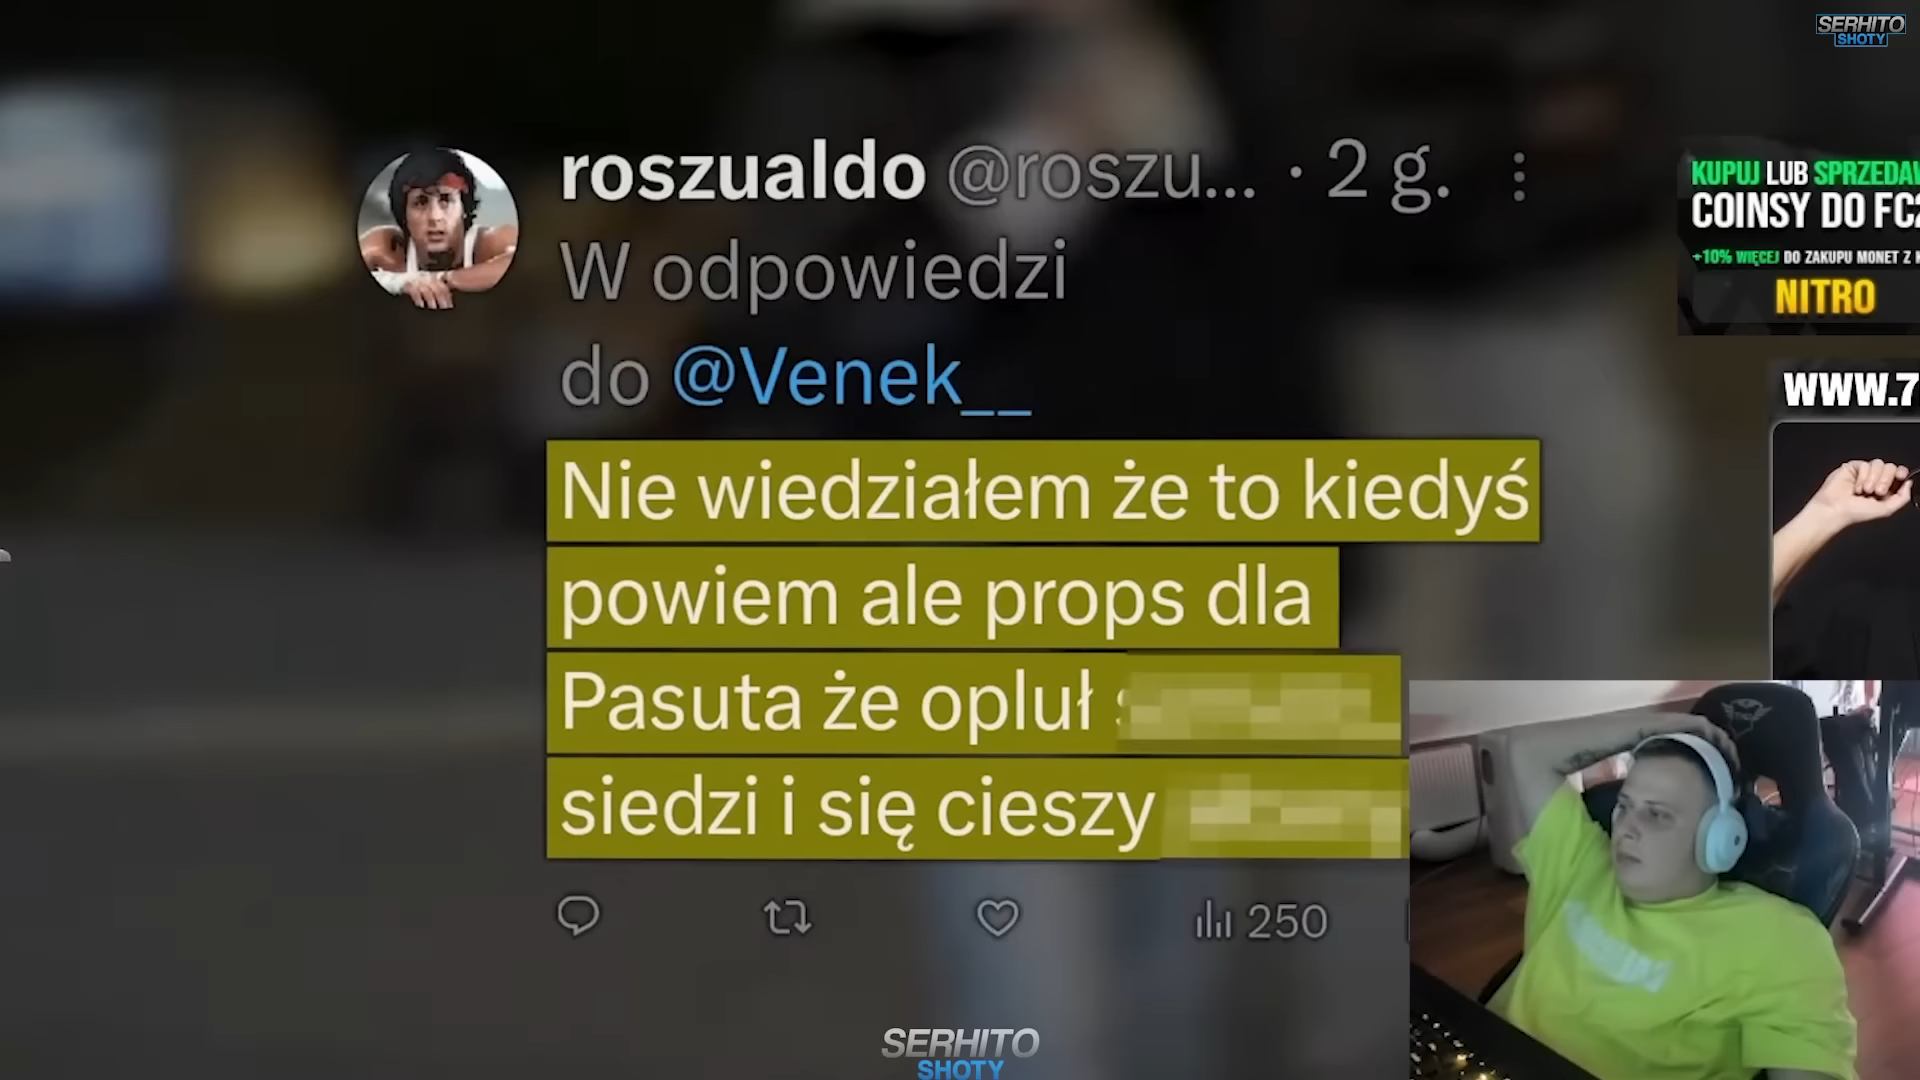 SERHITO
SHOTY
roszualdo @roszu... · 2 g.
W odpowiedzi
do @Venek__
Nie wiedziałem że to kiedyś
powiem ale props dla
Pasuta że opluł
siedzi i się cieszy
250
KUPUJ LUB SPRZEDAW
COINSY DO FC2
+10% WIĘCEJ DO ZAKUPU MONET Z K
NITRO
WWW.7
SERHITO
SHOTY